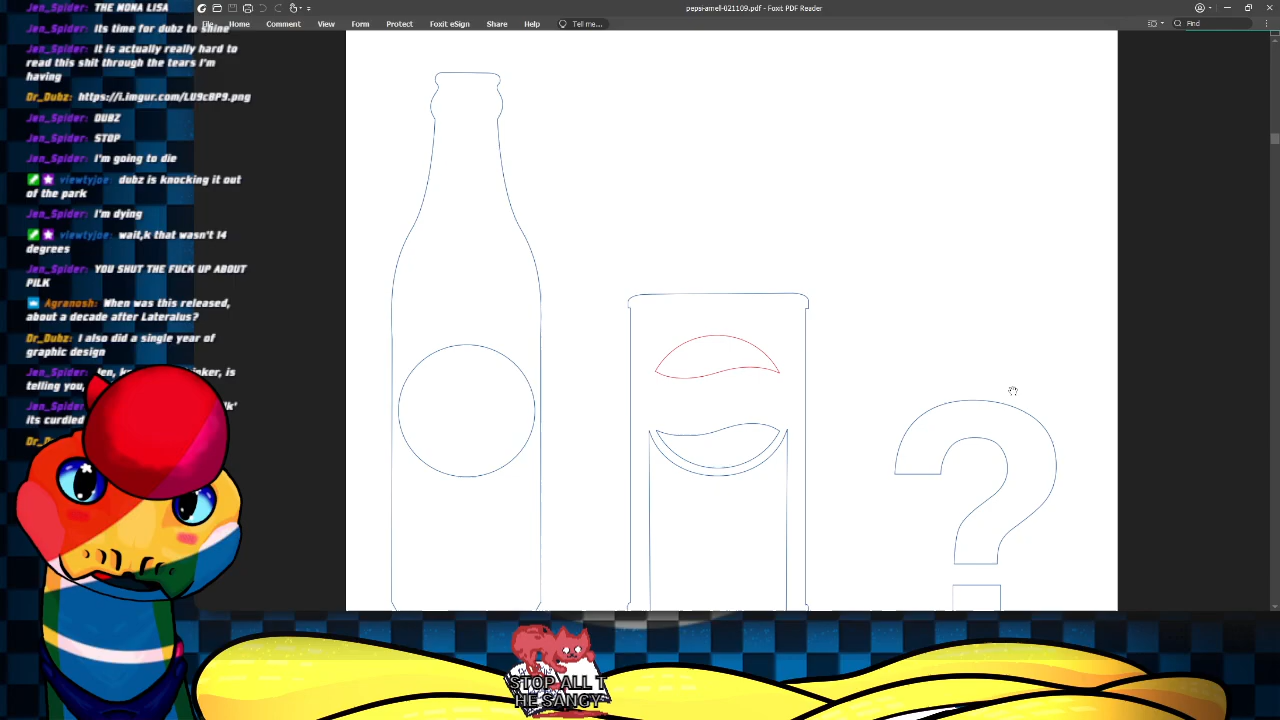 Jen_Spider: THE MONA LISA
Jen_Spider: Its time for dubz to shine
Jen_Spider: It is actually really hard to
read this shit through the tears I'm
having
Dr_Dubz: https://i.imgur.com/LU9cBP9.png
Jen_Spider: DUBZ
Jen_Spider: STOP
Jen_Spider: I'm going to die
viewtyjoe: dubz is knocking it out
of the park
Jen_Spider: I'm dying
viewtyjoe: wait,k that wasn't 14
degrees
Jen_Spider: YOU SHUT THE FUCK UP ABOUT
PILK
Agranosh: When was this released,
about a decade after Lateralus?
Dr_Dubz: I also did a single year of
graphic design
Jen_Spider: Jen,
is
telling you,
Jen_Spider:
its curdled
pepsi-arnell-021109.pdf - Foxit PDF Reader
File Home Comment View Form Protect Foxit eSign Share Help Tell me...
Find
?
STOP ALL T
HE SANGY